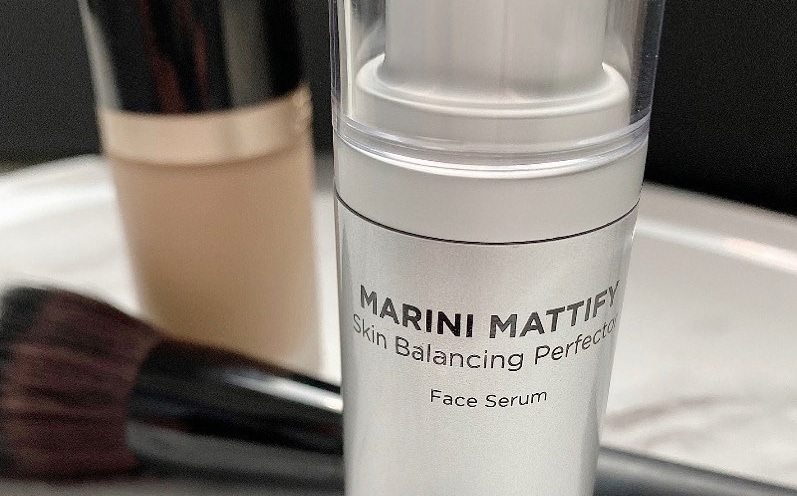 MARINI MATTIFY
Skin Balancing Perfector
Face Serum